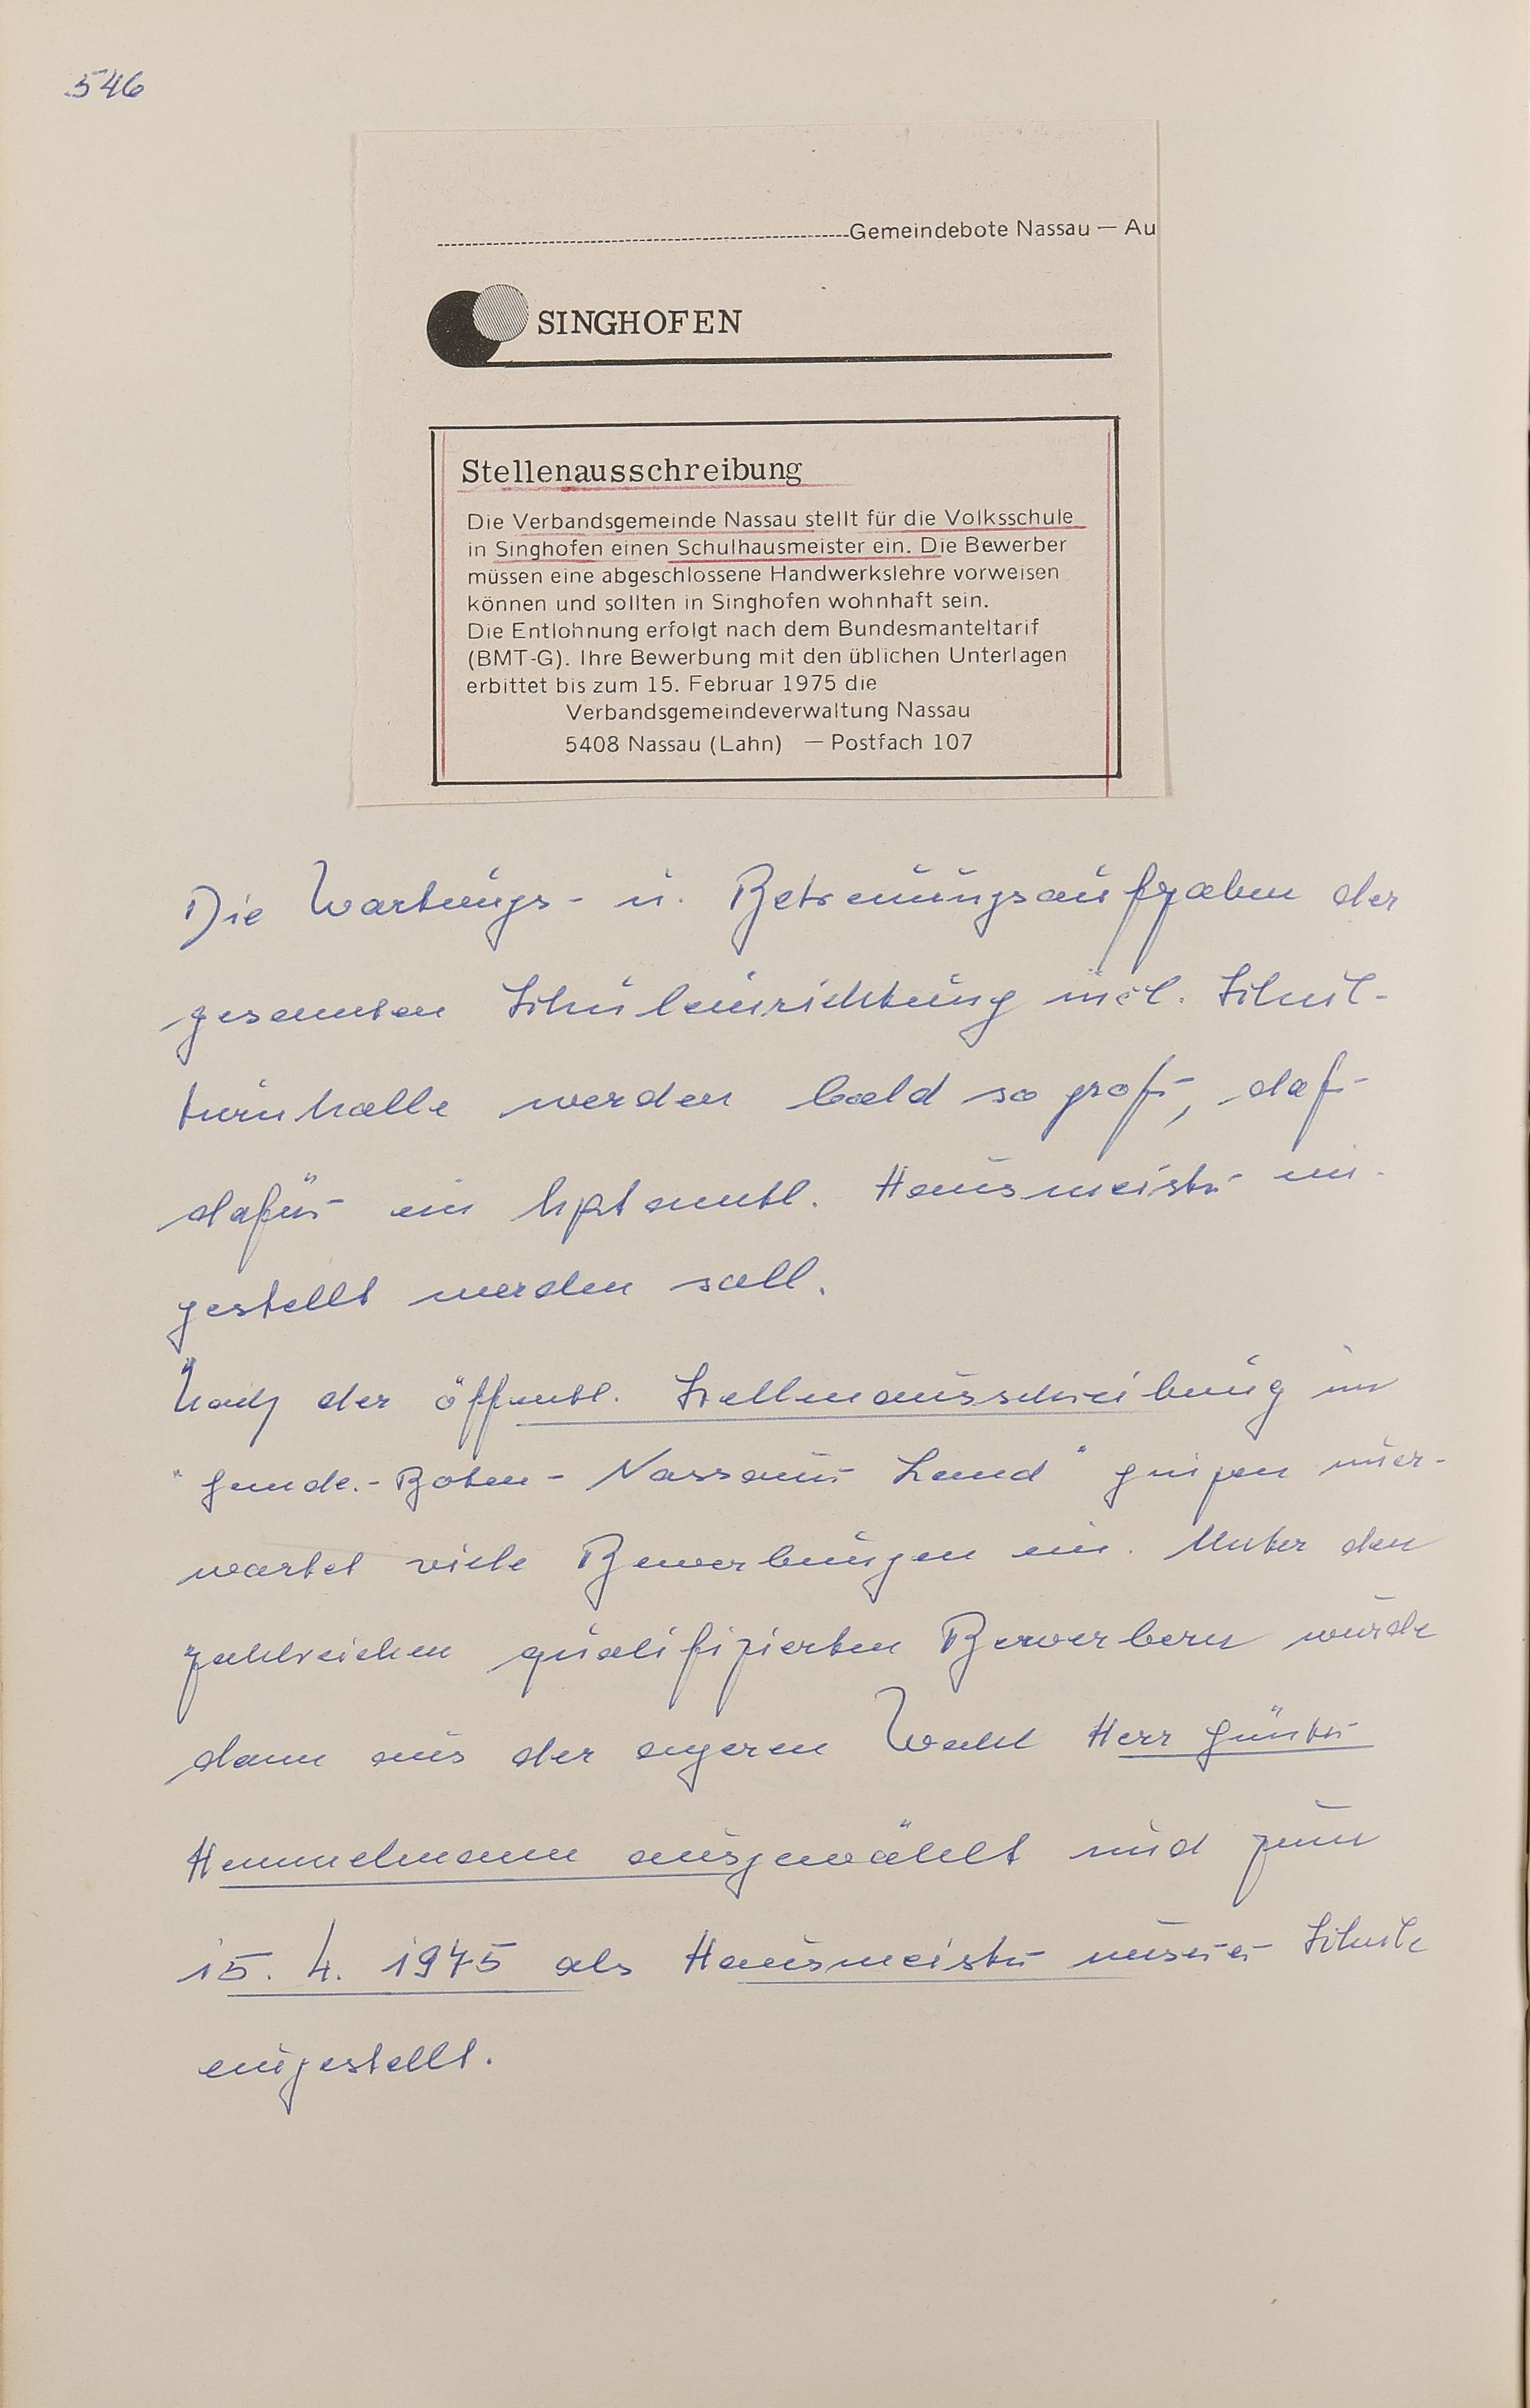 546
Gemeindebote Nassau — Au
SINGHOFEN
Stellenausschreibung
Die Verbandsgemeinde Nassau stellt für die Volksschule
in Singhofen einen Schulhausmeister ein. Die Bewerber
müssen eine abgeschlossene Handwerkslehre vorweisen
können und sollten in Singhofen wohnhaft sein.
Die Entlohnung erfolgt nach dem Bundesmanteltarif
(BMT-G). Ihre Bewerbung mit den üblichen Unterlagen
erbittet bis zum 15. Februar 1975 die
Verbandsgemeindeverwaltung Nassau
5408 Nassau (Lahn) — Postfach 107
Die Wartungs- u. Betreuungsaufgaben der
gesamten Schuleinrichtung incl. Schul-
turnhalle werden bald so groß, daß
dafür ein hptamtl. Hausmeister ein-
gestellt werden soll.
Nach der öffentl. Stellenausschreibung im
"Gemde.-Boten- Nassauer Land" gingen uner-
wartet viele Bewerbungen ein. Unter den
zahlreichen qualifizierten Bewerbern wurde
dann aus der engeren Wahl Herr Günter
Hemmelmann ausgewählt und zum
15. 4. 1975 als Hausmeister unserer Schule
eingestellt.